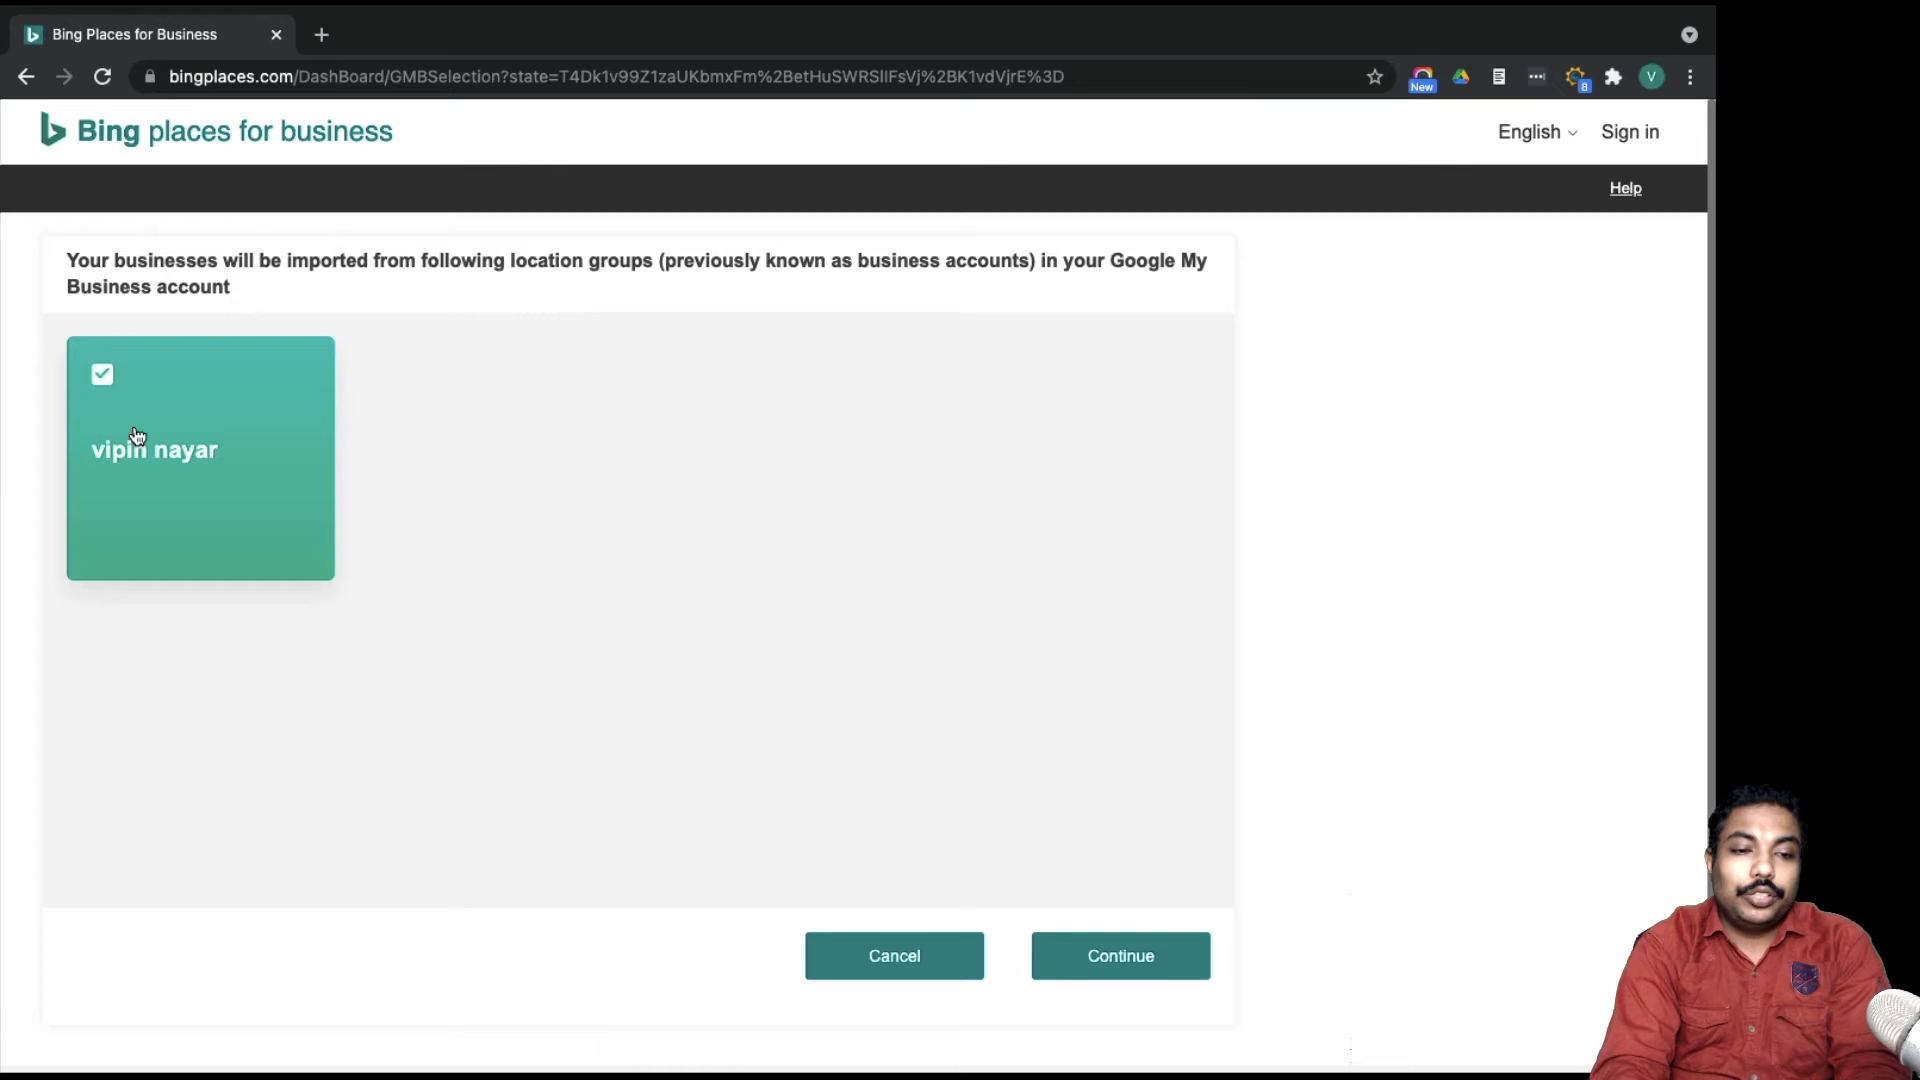 Bing Places for Business
bingplaces.com/DashBoard/GMBSelection?state=T4Dk1v99Z1zaUKbmxFm%2BetHuSWRSIIFsVj%2BK1vdVjrE%3D
New
8
V
Bing places for business
English
Sign in
Help
Your businesses will be imported from following location groups (previously known as business accounts) in your Google My
Business account
vipin nayar
Cancel
Continue